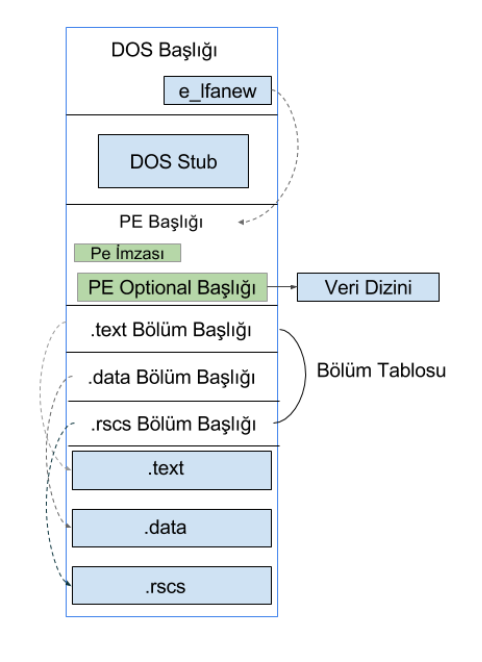 DOS Başlığı
e_lfanew
DOS Stub
PE Başlığı
Pe İmzası
PE Optional Başlığı
Veri Dizini
.text Bölüm Başlığı
.data Bölüm Başlığı
Bölüm Tablosu
.rscs Bölüm Başlığı
.text
.data
.rscs